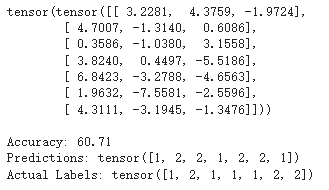 tensor(tensor([[ 3.2281, 4.3759, -1.9724],
[ 4.7007, -1.3140, 0.6086],
[ 0.3586, -1.0380, 3.1558],
[ 3.8240, 0.4497, -5.5186],
[ 6.8423, -3.2788, -4.6563],
[ 1.9632, -7.5581, -2.5596],
[ 4.3111, -3.1945, -1.3476]]))

Accuracy: 60.71
Predictions: tensor([1, 2, 2, 1, 2, 2, 1])
Actual Labels: tensor([1, 2, 1, 1, 1, 2, 2])